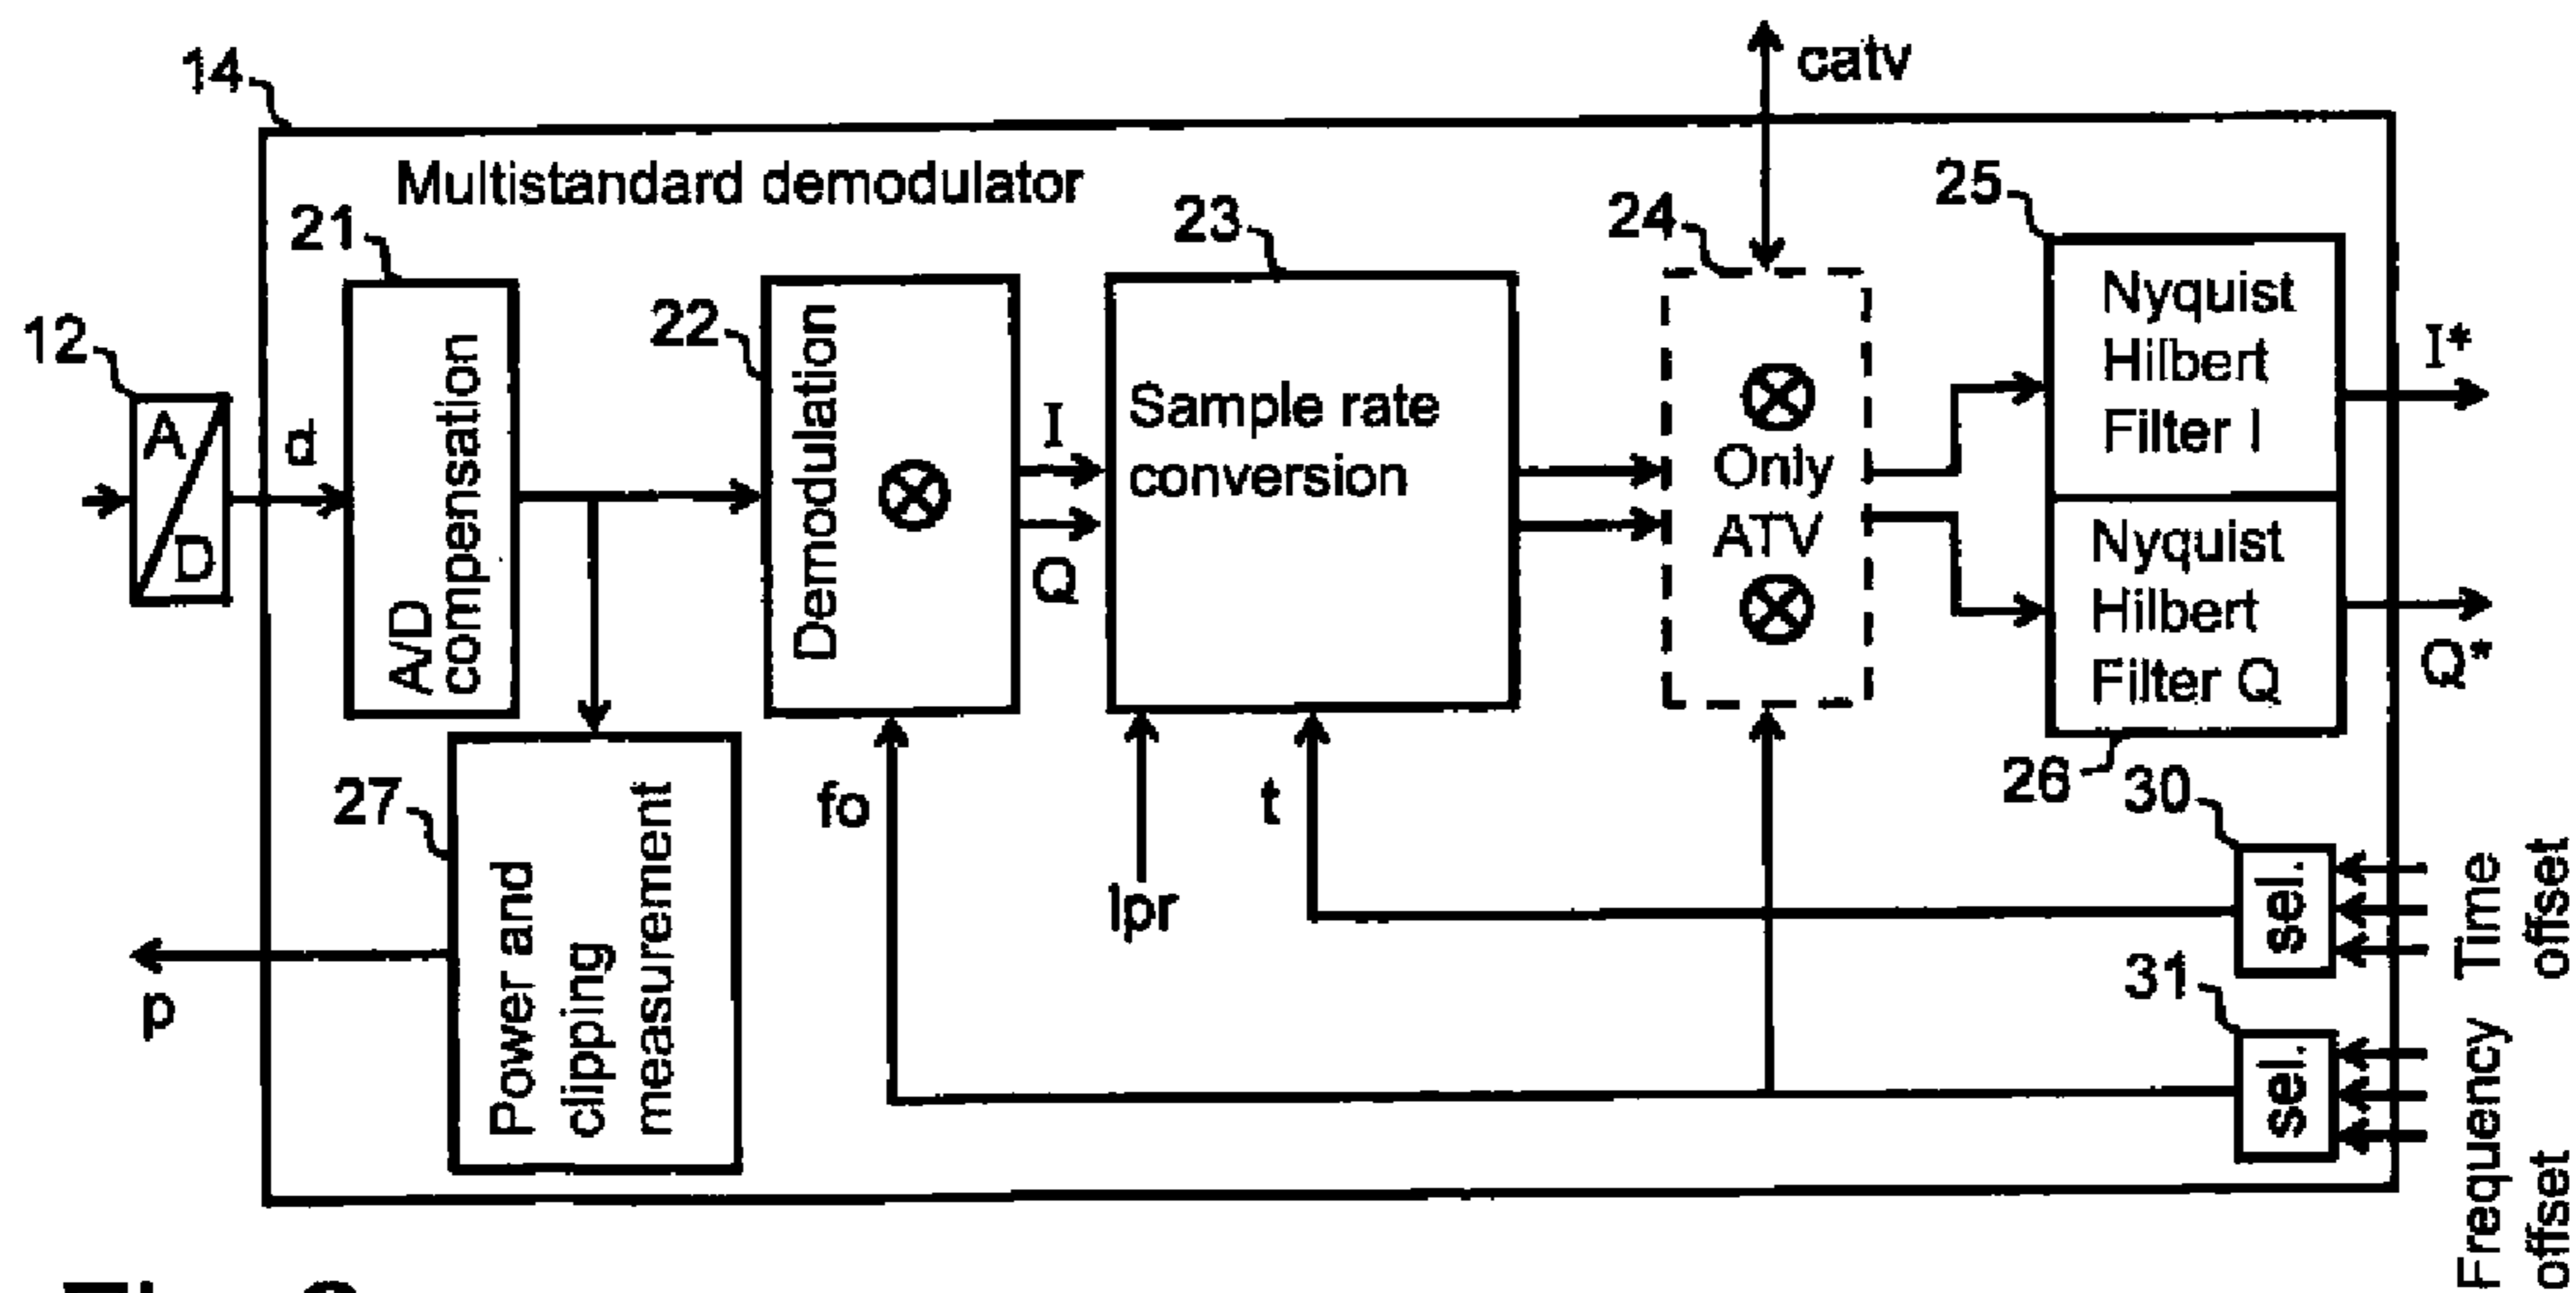 14
catv
Multistandard demodulator
21
22
23
24
25
12
A
D
d
A/D
compensation
Demodulation
I
Q
Sample rate
conversion
Only
ATV
Nyquist
Hilbert
Filter I
Nyquist
Hilbert
Filter Q
I*
Q*
26
27
Power and
clipping
measurement
p
fo
lpr
t
30
sel.
31
sel.
Time
offset
Frequency
offset